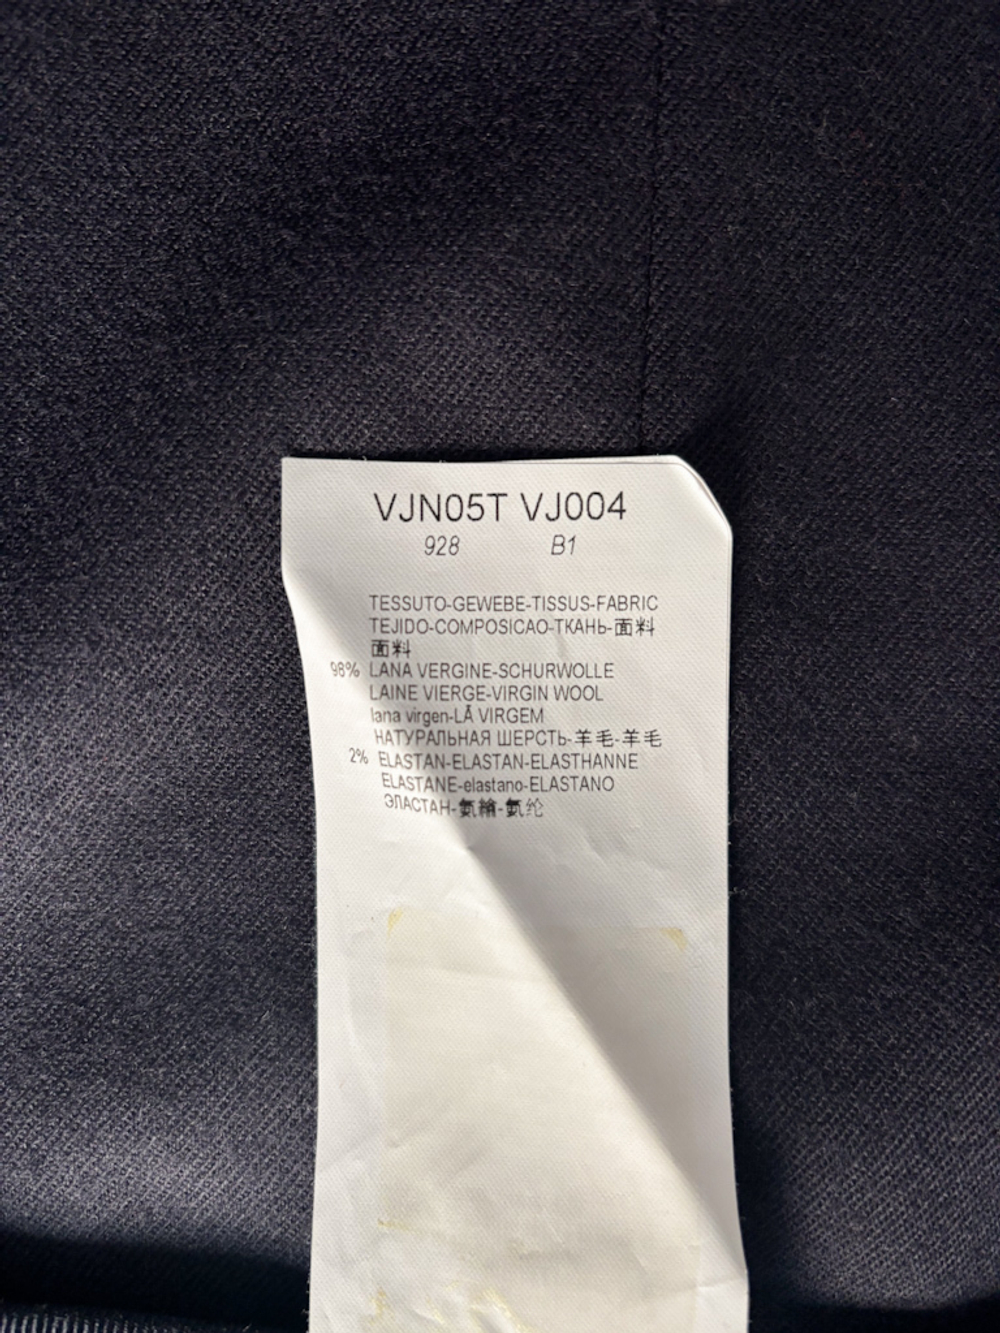 VJN05T VJ004
928 B1
TESSUTO-GEWEBE-TISSUS-FABRIC
TEJIDO-COMPOSICAO-ТКАНЬ-面料
面料
98% LANA VERGINE-SCHURWOLLE
LAINE VIERGE-VIRGIN WOOL
lana virgen-LÃ VIRGEM
НАТУРАЛЬНАЯ ШЕРСТЬ-羊毛-羊毛
2% ELASTAN-ELASTAN-ELASTHANNE
ELASTANE-elastano-ELASTANO
ЭЛАСТАН-氨綸-氨纶